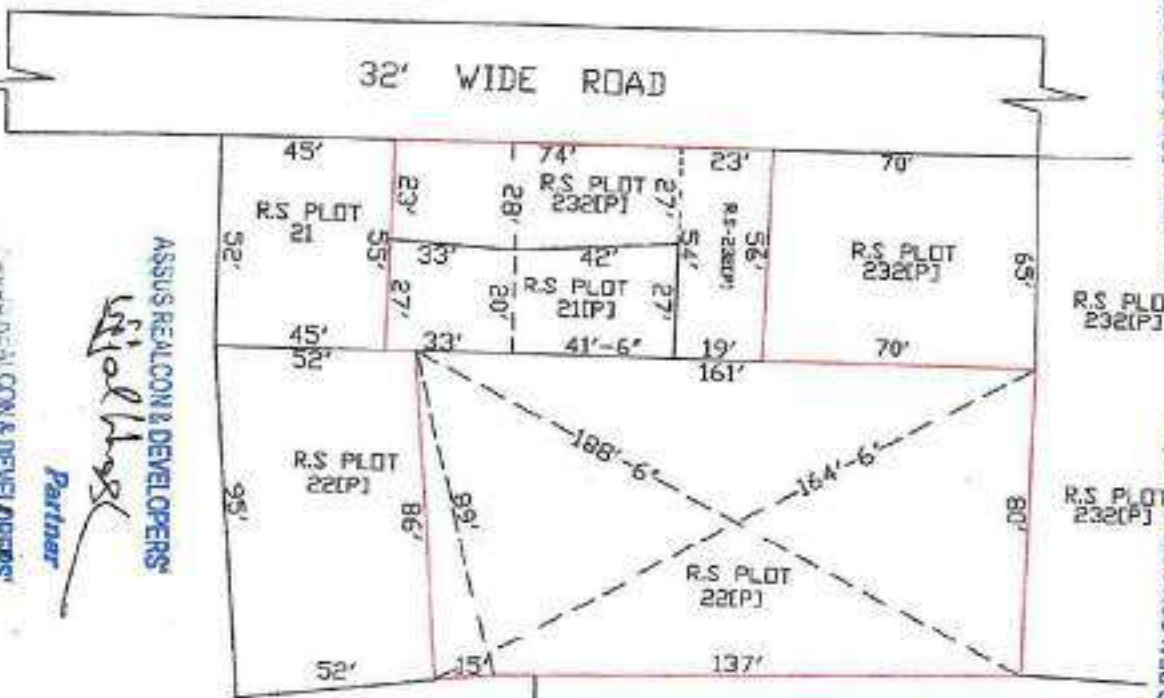 32' WIDE ROAD
45'
74'
23'
70'
R.S PLOT
21
52'
55'
23'
28'
R.S PLOT
232[P]
27'
54'
R.S-232[P]
56'
R.S PLOT
232[P]
65'
R.S PLOT
232[P]
33'
42'
27'
20'
R.S PLOT
21[P]
27'
45'
33'
41'-6"
19'
70'
52'
161'
R.S PLOT
22[P]
95'
86'
89'
188'-6"
164'-6"
80'
R.S PLOT
232[P]
R.S PLOT
22[P]
52'
15'
137'
ASSUS REALCON & DEVELOPERS
Partner